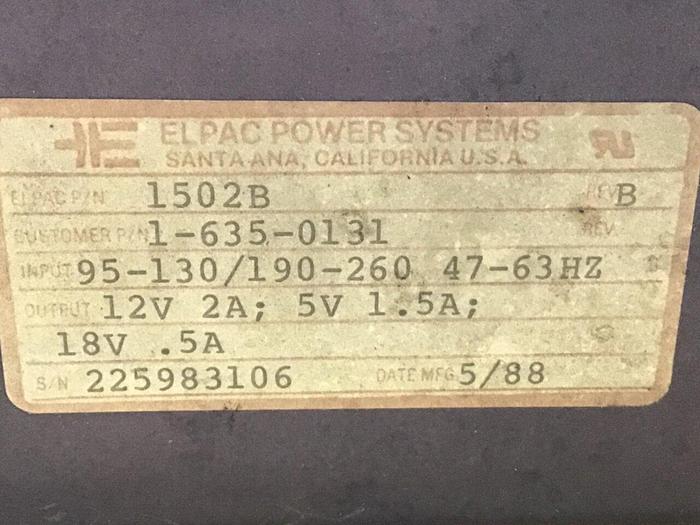 ELPAC POWER SYSTEMS
SANTA ANA, CALIFORNIA U.S.A.
ELPAC P/N 1502B REV B
CUSTOMER P/N 1-635-0131 REV
INPUT 95-130/190-260 47-63HZ
OUTPUT 12V 2A; 5V 1.5A;
18V .5A
S/N 225983106 DATE MFG 5/88